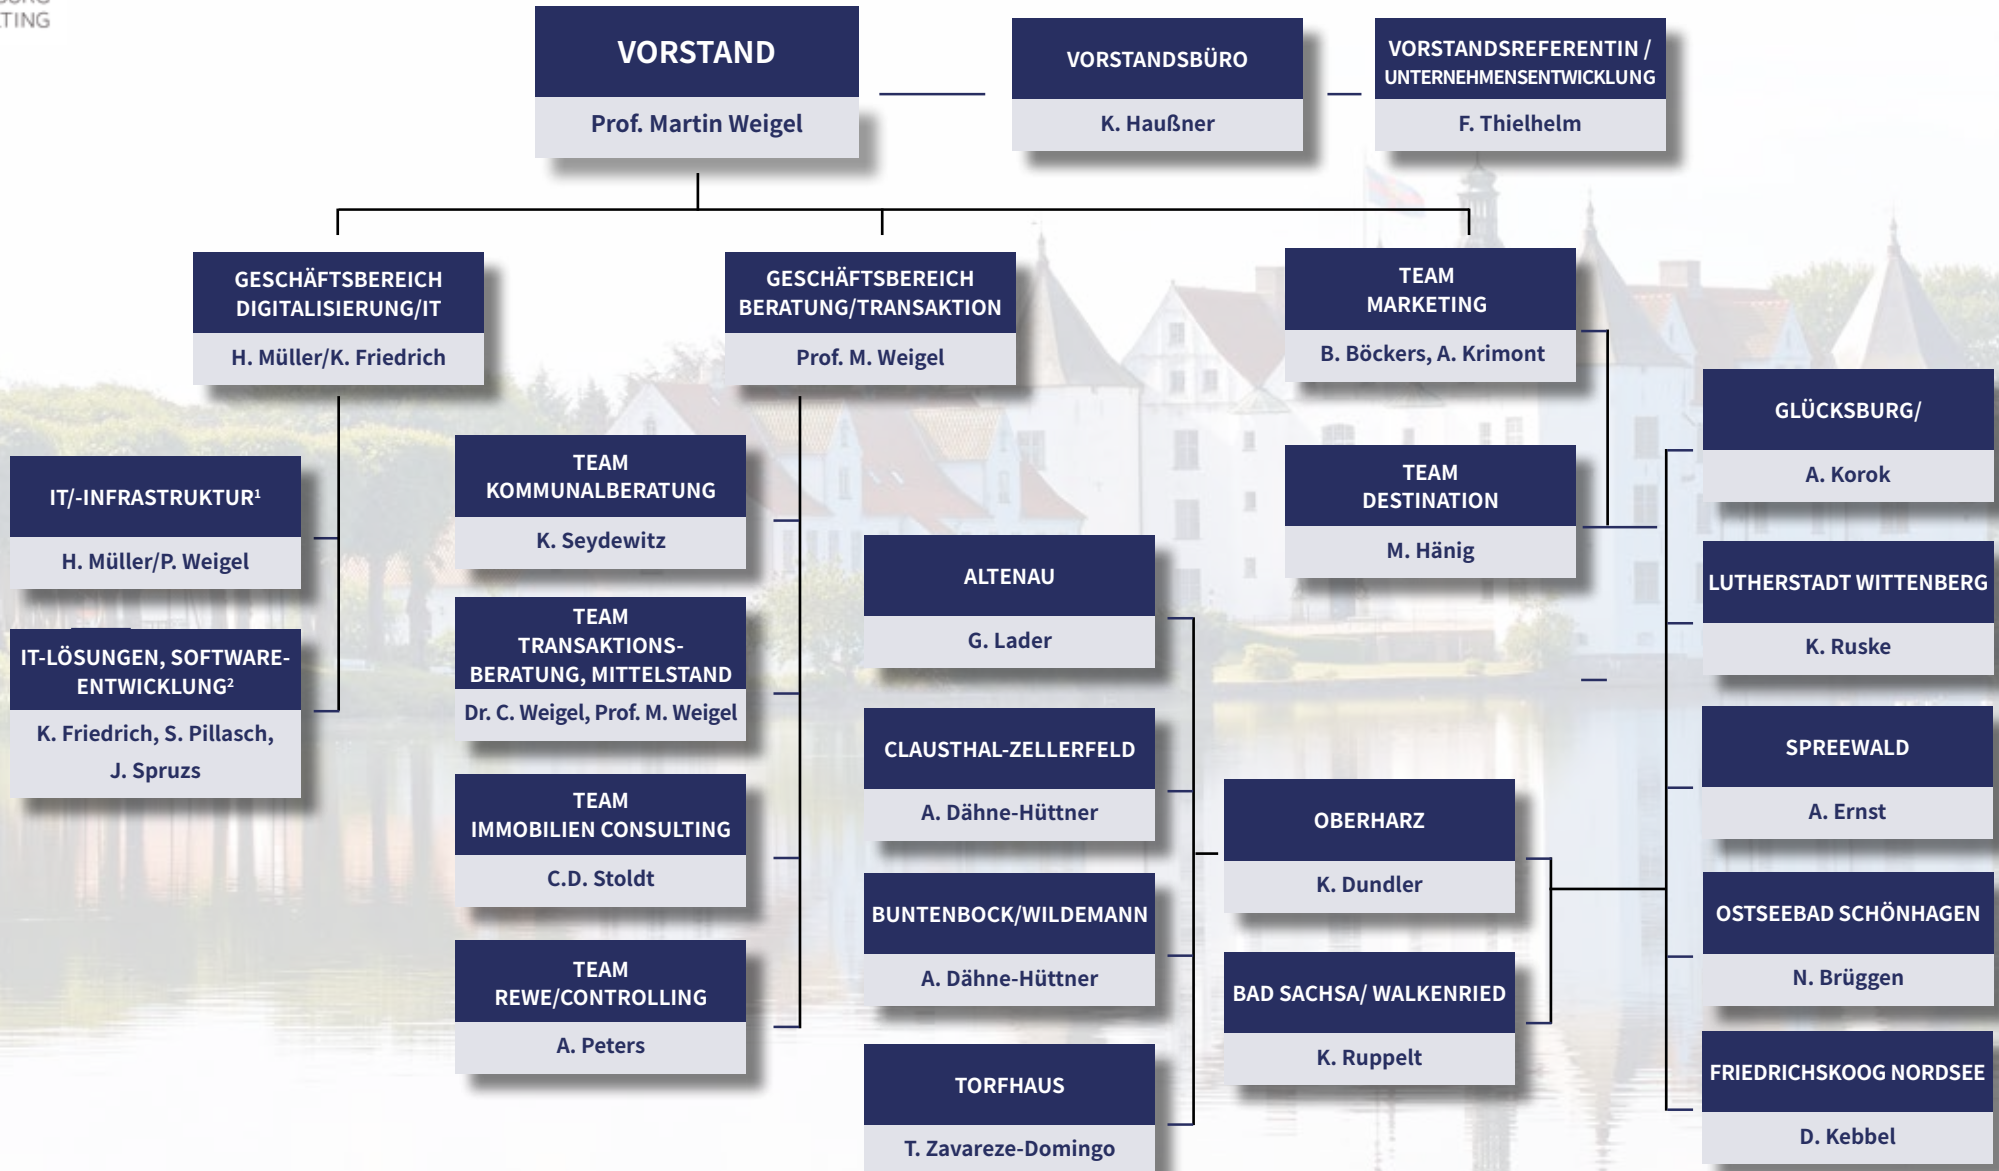 VORSTAND
Prof. Martin Weigel
VORSTANDSBÜRO
K. Haußner
VORSTANDSREFERENTIN /
UNTERNEHMENSENTWICKLUNG
F. Thielhelm
GESCHÄFTSBEREICH
DIGITALISIERUNG/IT
H. Müller/K. Friedrich
GESCHÄFTSBEREICH
BERATUNG/TRANSAKTION
Prof. M. Weigel
TEAM
MARKETING
B. Böckers, A. Krimont
IT/-INFRASTRUKTUR¹
H. Müller/P. Weigel
IT-LÖSUNGEN, SOFTWARE-
ENTWICKLUNG²
K. Friedrich, S. Pillasch,
J. Spruzs
TEAM
KOMMUNALBERATUNG
K. Seydewitz
TEAM
TRANSAKTIONS-
BERATUNG, MITTELSTAND
Dr. C. Weigel, Prof. M. Weigel
TEAM
IMMOBILIEN CONSULTING
C.D. Stoldt
TEAM
REWE/CONTROLLING
A. Peters
TEAM
DESTINATION
M. Hänig
ALTENAU
G. Lader
CLAUSTHAL-ZELLERFELD
A. Dähne-Hüttner
BUNTENBOCK/WILDEMANN
A. Dähne-Hüttner
TORFHAUS
T. Zavareze-Domingo
OBERHARZ
K. Dundler
BAD SACHSA/ WALKENRIED
K. Ruppelt
GLÜCKSBURG/
A. Korok
LUTHERSTADT WITTENBERG
K. Ruske
SPREEWALD
A. Ernst
OSTSEEBAD SCHÖNHAGEN
N. Brüggen
FRIEDRICHSKOOG NORDSEE
D. Kebbel